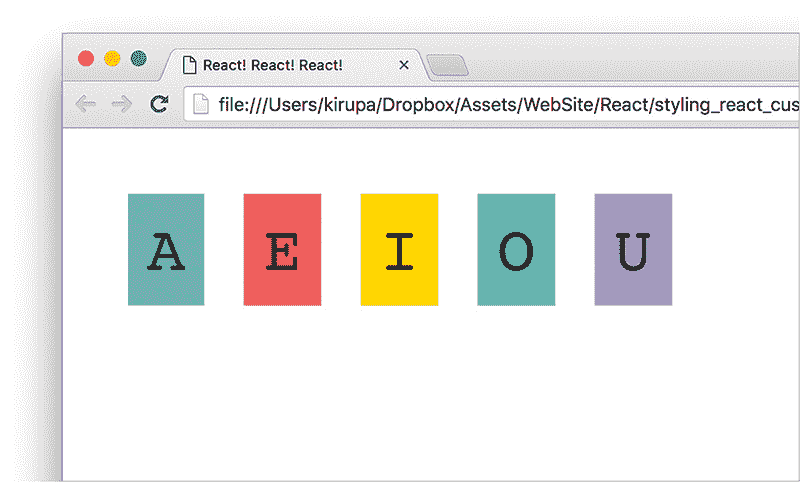 React! React! React!
file:///Users/kirupa/Dropbox/Assets/WebSite/React/styling_react_cus
A E I O U